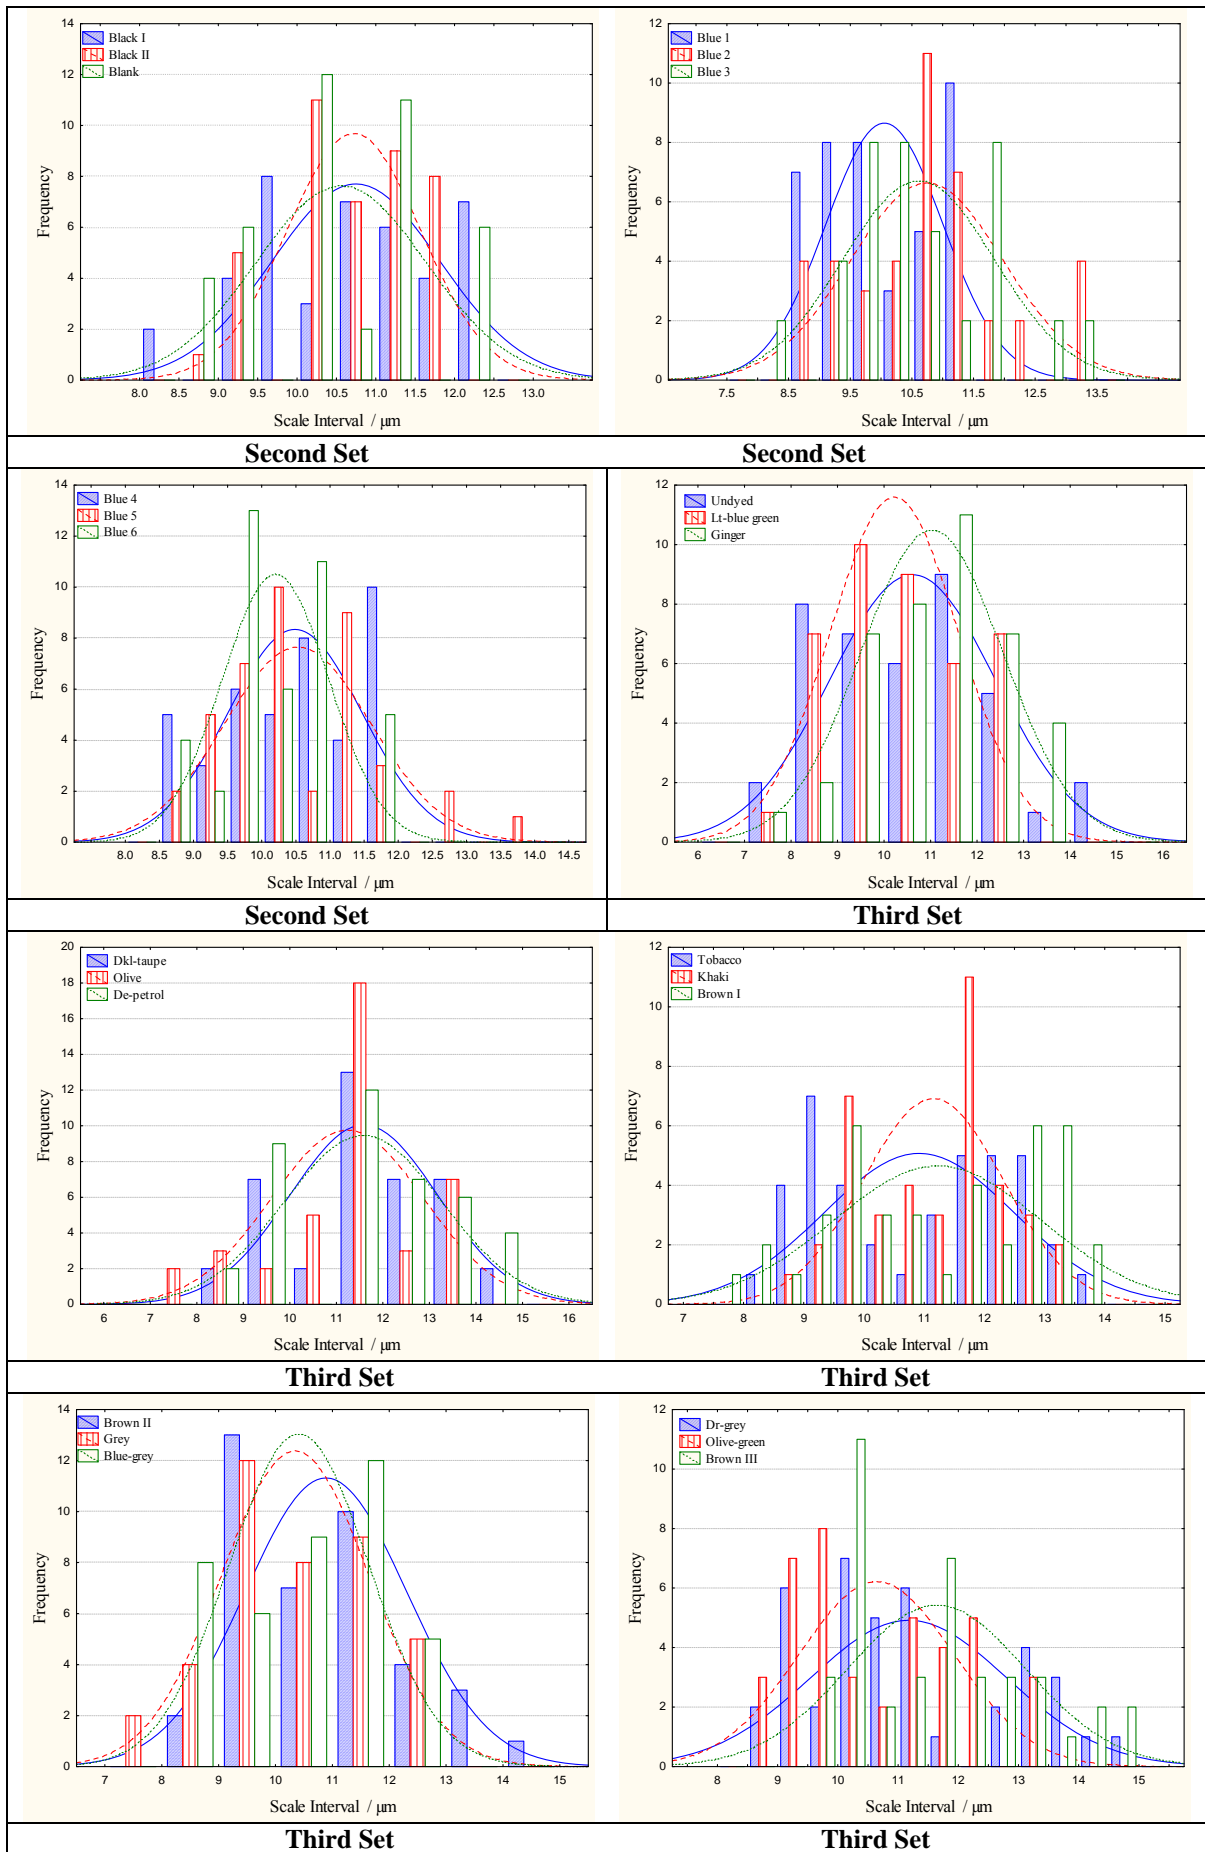 14
12
10
8
6
4
2
0
Frequency
Black I
Black II
Blank
8.0 8.5 9.0 9.5 10.0 10.5 11.0 11.5 12.0 12.5 13.0
Scale Interval / µm
12
10
8
6
4
2
0
Frequency
Blue 1
Blue 2
Blue 3
7.5 8.5 9.5 10.5 11.5 12.5 13.5
Scale Interval / µm
Second Set Second Set
14
12
10
8
6
4
2
0
Frequency
Blue 4
Blue 5
Blue 6
8.0 8.5 9.0 9.5 10.0 10.5 11.0 11.5 12.0 12.5 13.0 13.5 14.0 14.5
Scale Interval / µm
12
10
8
6
4
2
0
Frequency
Undyed
Lt-blue green
Ginger
6 7 8 9 10 11 12 13 14 15 16
Scale Interval / µm
Second Set Third Set
20
18
16
14
12
10
8
6
4
2
0
Frequency
Dkl-taupe
Olive
De-petrol
6 7 8 9 10 11 12 13 14 15 16
Scale Interval / µm
12
10
8
6
4
2
0
Frequency
Tobacco
Khaki
Brown I
7 8 9 10 11 12 13 14 15
Scale Interval / µm
Third Set Third Set
14
12
10
8
6
4
2
0
Frequency
Brown II
Grey
Blue-grey
7 8 9 10 11 12 13 14 15
Scale Interval / µm
12
10
8
6
4
2
0
Frequency
Dr-grey
Olive-green
Brown III
8 9 10 11 12 13 14 15
Scale Interval / µm
Third Set Third Set